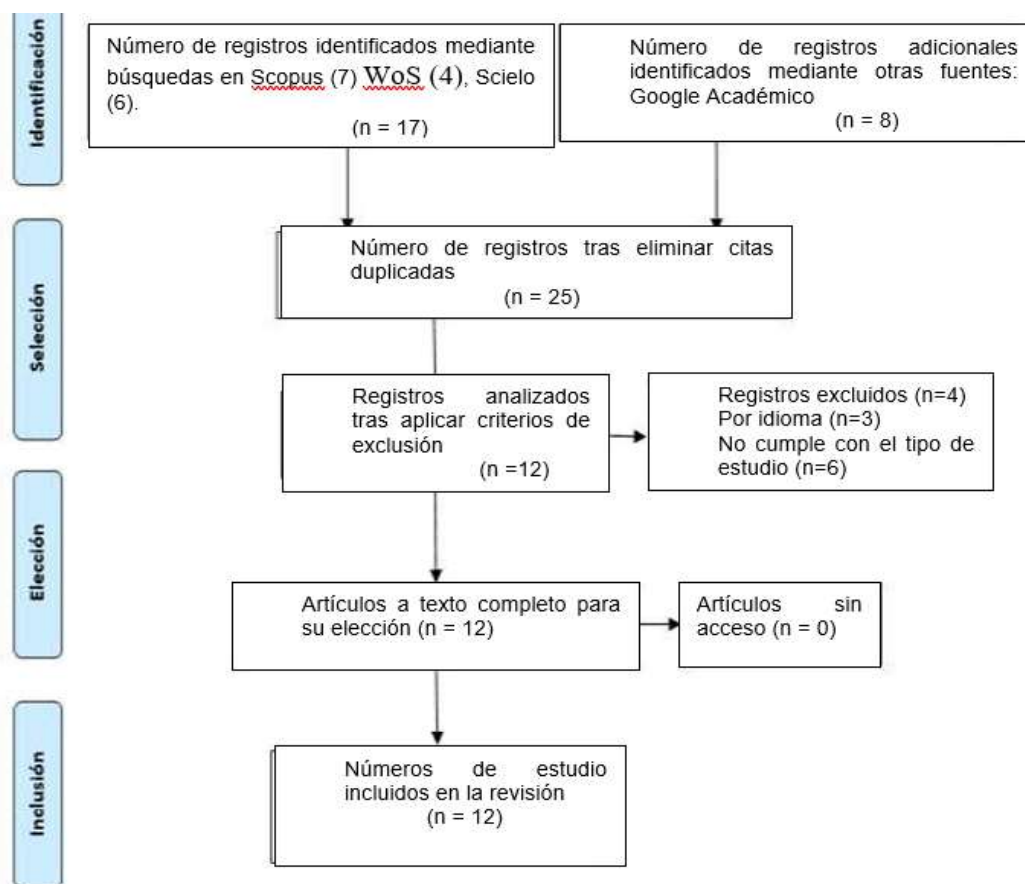 Identificación
Número de registros identificados mediante
búsquedas en Scopus (7) WoS (4), Scielo
(6).
(n = 17)
Número de registros adicionales
identificados mediante otras fuentes:
Google Académico
(n = 8)
Selección
Número de registros tras eliminar citas
duplicadas
(n = 25)
Registros analizados
tras aplicar criterios de
exclusión
(n =12)
Registros excluidos (n=4)
Por idioma (n=3)
No cumple con el tipo de
estudio (n=6)
Elección
Artículos a texto completo para
su elección (n = 12)
Artículos sin
acceso (n = 0)
Inclusión
Números de estudio
incluidos en la revisión
(n = 12)